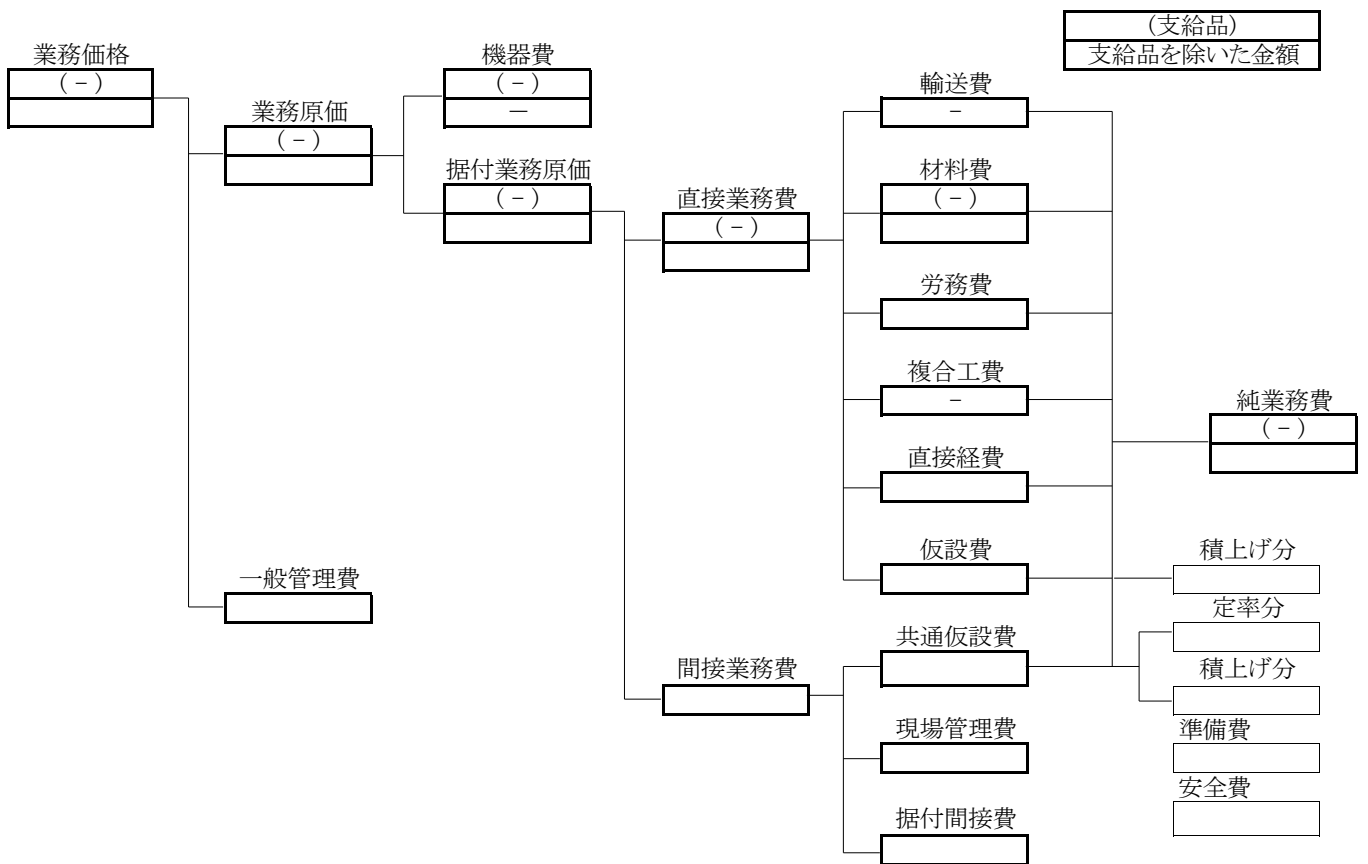 (支給品)
支給品を除いた金額
業務価格
(－)
業務原価
(－)
機器費
(－)
－
据付業務原価
(－)
直接業務費
(－)
輸送費
－
材料費
(－)
労務費
複合工費
－
直接経費
仮設費
純業務費
(－)
積上げ分
一般管理費
間接業務費
共通仮設費
定率分
積上げ分
準備費
安全費
現場管理費
据付間接費